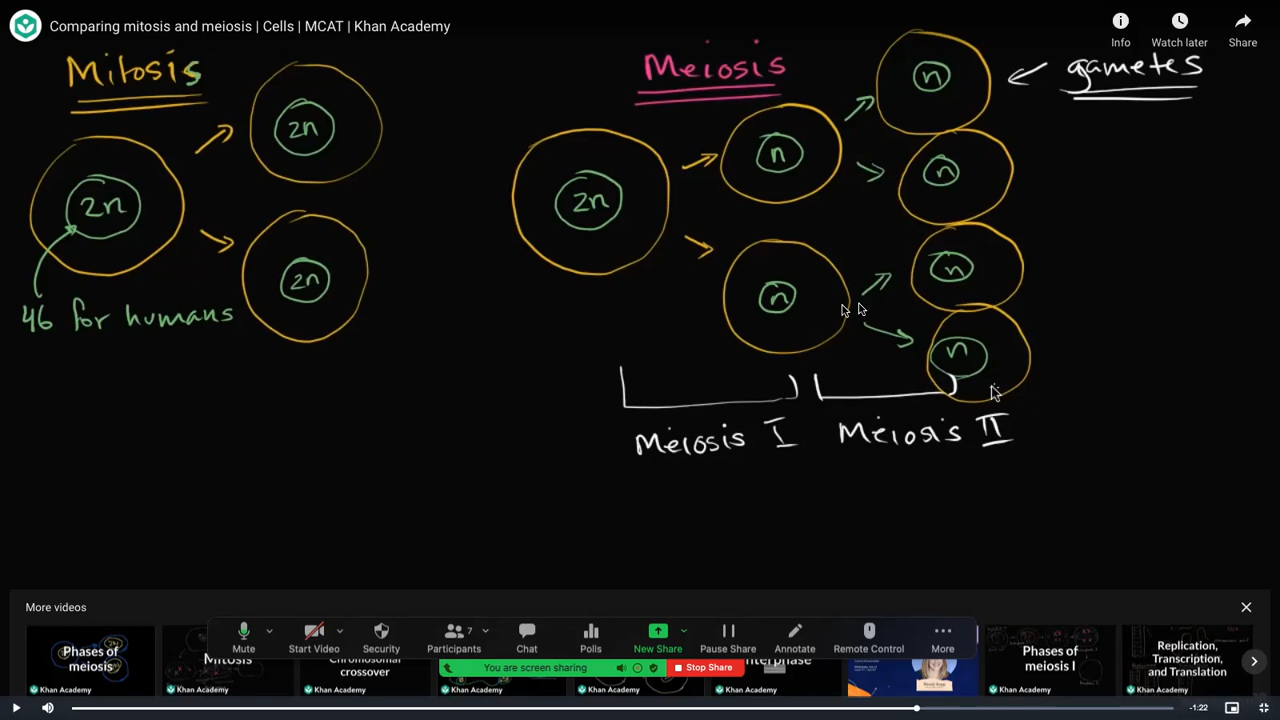 Comparing mitosis and meiosis | Cells | MCAT | Khan Academy
Info
Watch later
Share
Mitosis
2n
2n
2n
46 for humans
Meiosis
gametes
2n
n
n
n
n
n
n
Meiosis I
Meiosis II
More videos
Mute
Start Video
Security
Participants 7
Chat
Polls
New Share
Pause Share
Annotate
Remote Control
More
You are screen sharing
Stop Share
Phases of
meiosis
Khan Academy
Mitosis
Khan Academy
Chromosomal
crossover
Khan Academy
Khan Academy
Interphase
Khan Academy
Phases of
meiosis I
Khan Academy
Replication,
Transcription,
and Translation
Khan Academy
-1:22